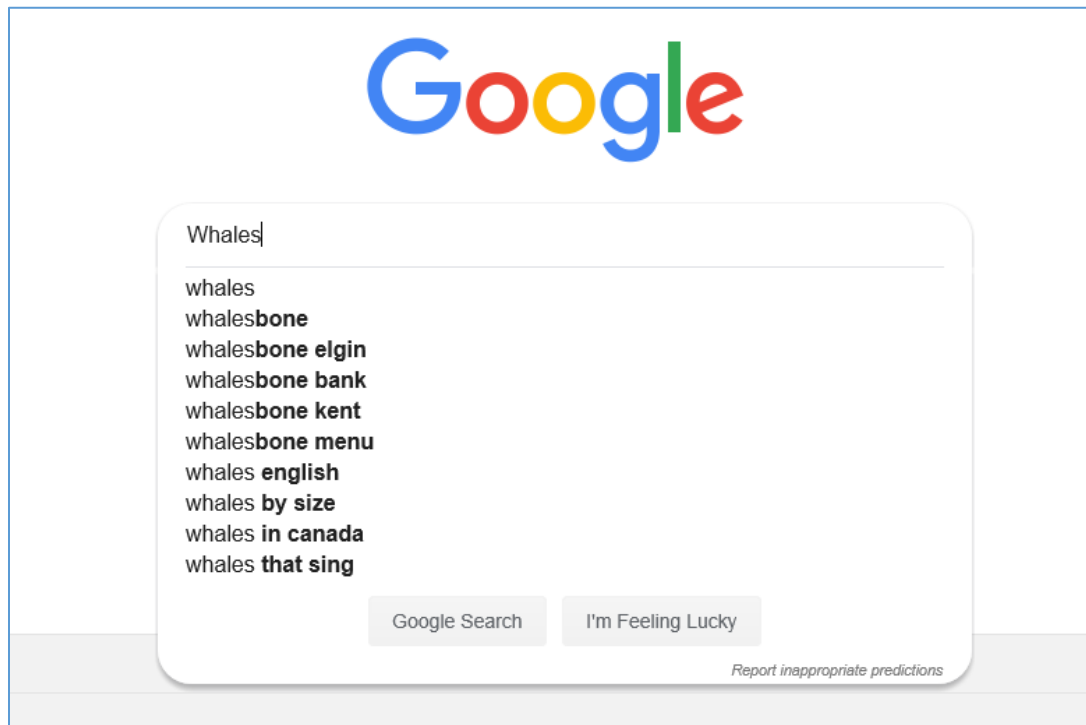 Google
Whales
whales
whalesbone
whalesbone elgin
whalesbone bank
whalesbone kent
whalesbone menu
whales english
whales by size
whales in canada
whales that sing
Google Search I'm Feeling Lucky
Report inappropriate predictions